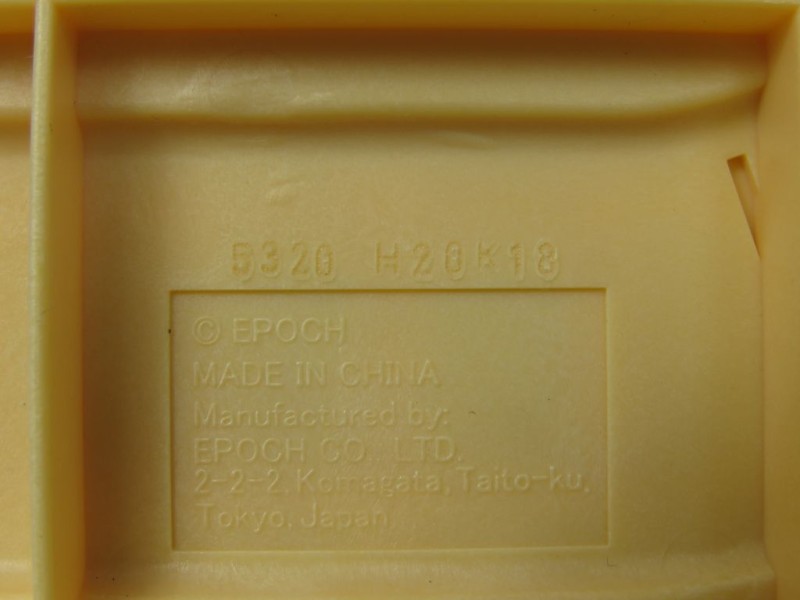 5320 H20K18
© EPOCH
MADE IN CHINA
Manufactured by:
EPOCH CO. LTD.
2-2-2, Komagata, Taito-ku,
Tokyo, Japan